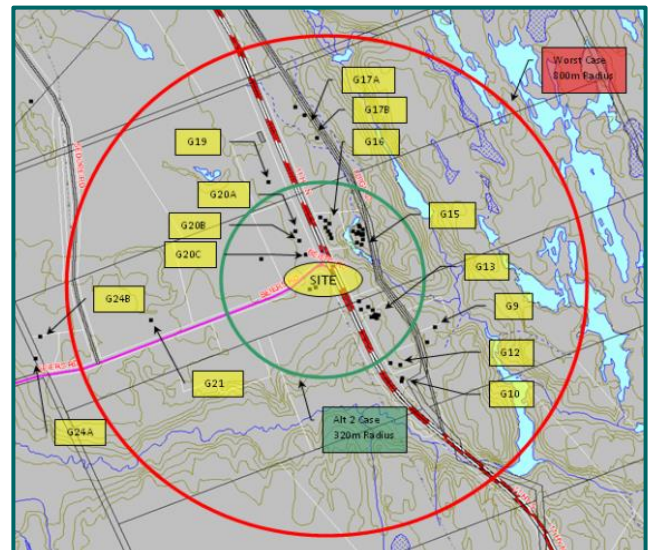 Worst Case
800m Radius
G17A
G17B
G19
G16
G20A
G20B
G15
G20C
G13
SITE
G9
G24B
G12
G21
G10
Alt 2 Case
320m Radius
G24A